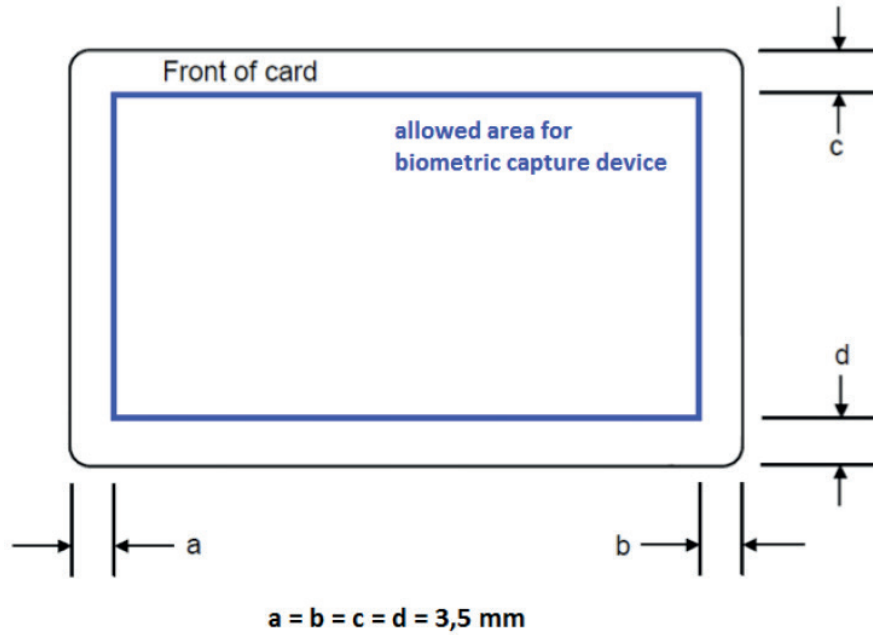 Front of card
allowed area for
biometric capture device
c
d
a
b
a = b = c = d = 3,5 mm